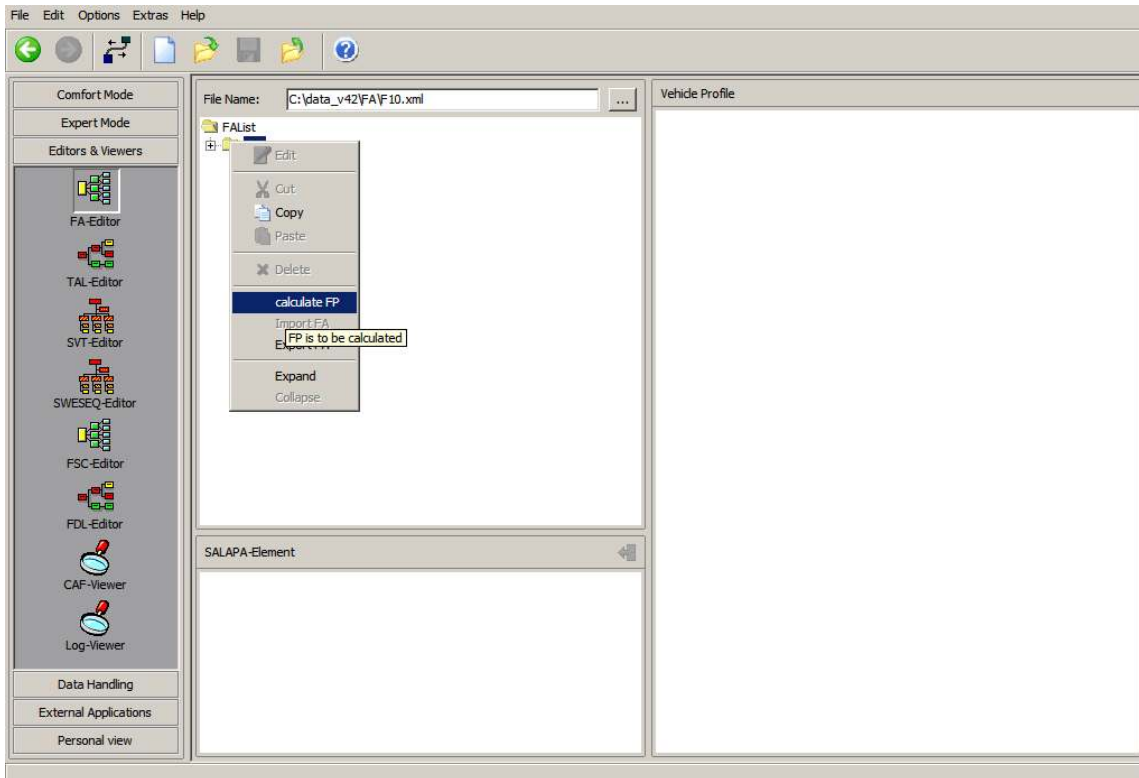 File Edit Options Extras Help
Comfort Mode
Expert Mode
Editors & Viewers
FA-Editor
TAL-Editor
SVT-Editor
SWESEQ-Editor
FSC-Editor
FDL-Editor
CAF-Viewer
Log-Viewer
Data Handling
External Applications
Personal view
File Name: C:\data_v42\FA\F10.xml ...
FAList
Edit
Cut
Copy
Paste
Delete
calculate FP
Import FA
FP is to be calculated
Expand
Collapse
SALAPA-Element
Vehicle Profile